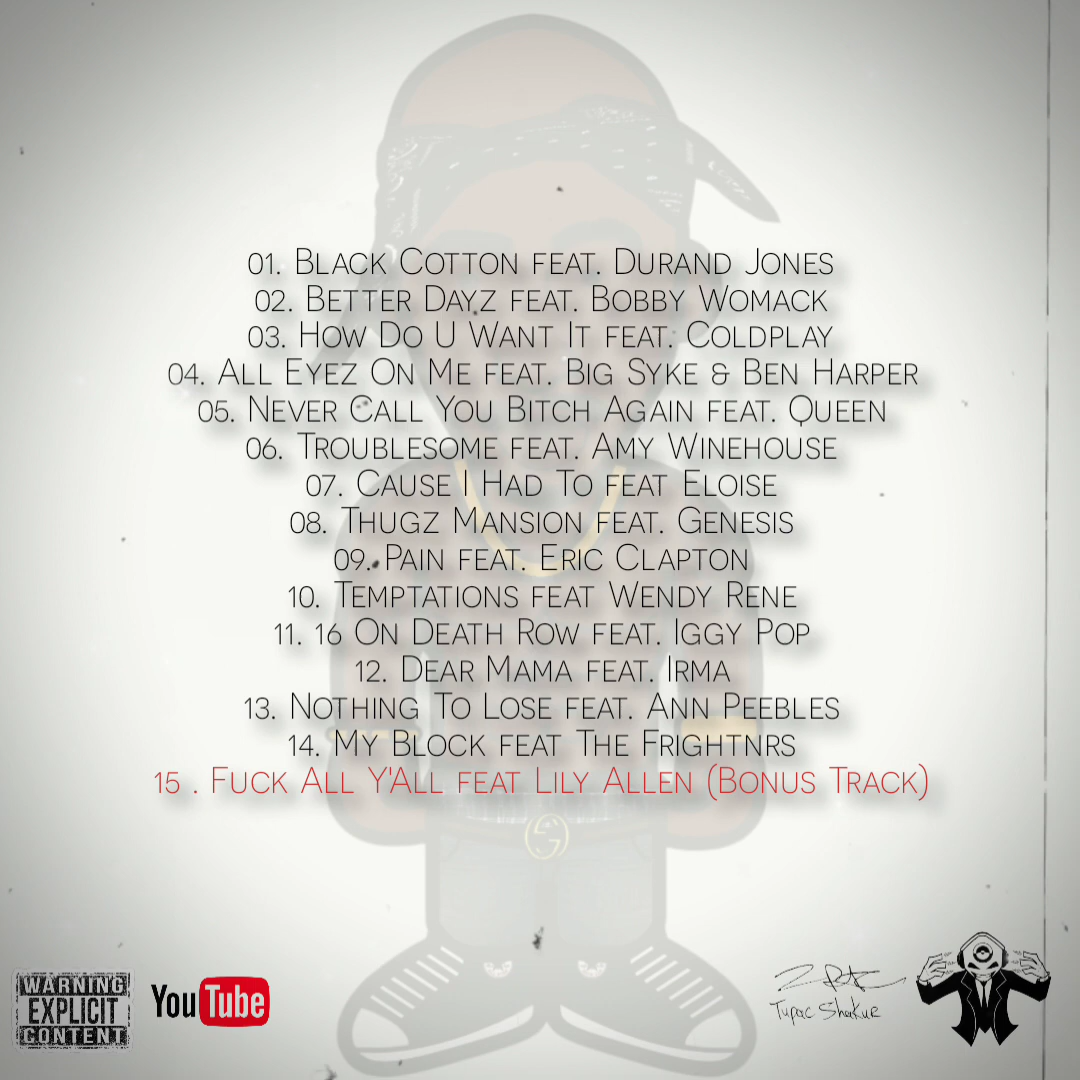 01. Black Cotton feat. Durand Jones
02. Better Dayz feat. Bobby Womack
03. How Do U Want It feat. Coldplay
04. All Eyez On Me feat. Big Syke & Ben Harper
05. Never Call You Bitch Again feat. Queen
06. Troublesome feat. Amy Winehouse
07. Cause I Had To feat Eloise
08. Thugz Mansion feat. Genesis
09. Pain feat. Eric Clapton
10. Temptations feat Wendy Rene
11. 16 On Death Row feat. Iggy Pop
12. Dear Mama feat. Irma
13. Nothing To Lose feat. Ann Peebles
14. My Block feat The Frightnrs
15 . Fuck All Y'All feat Lily Allen (Bonus Track)
WARNING
EXPLICIT
CONTENT
YouTube
Tupac Shakur